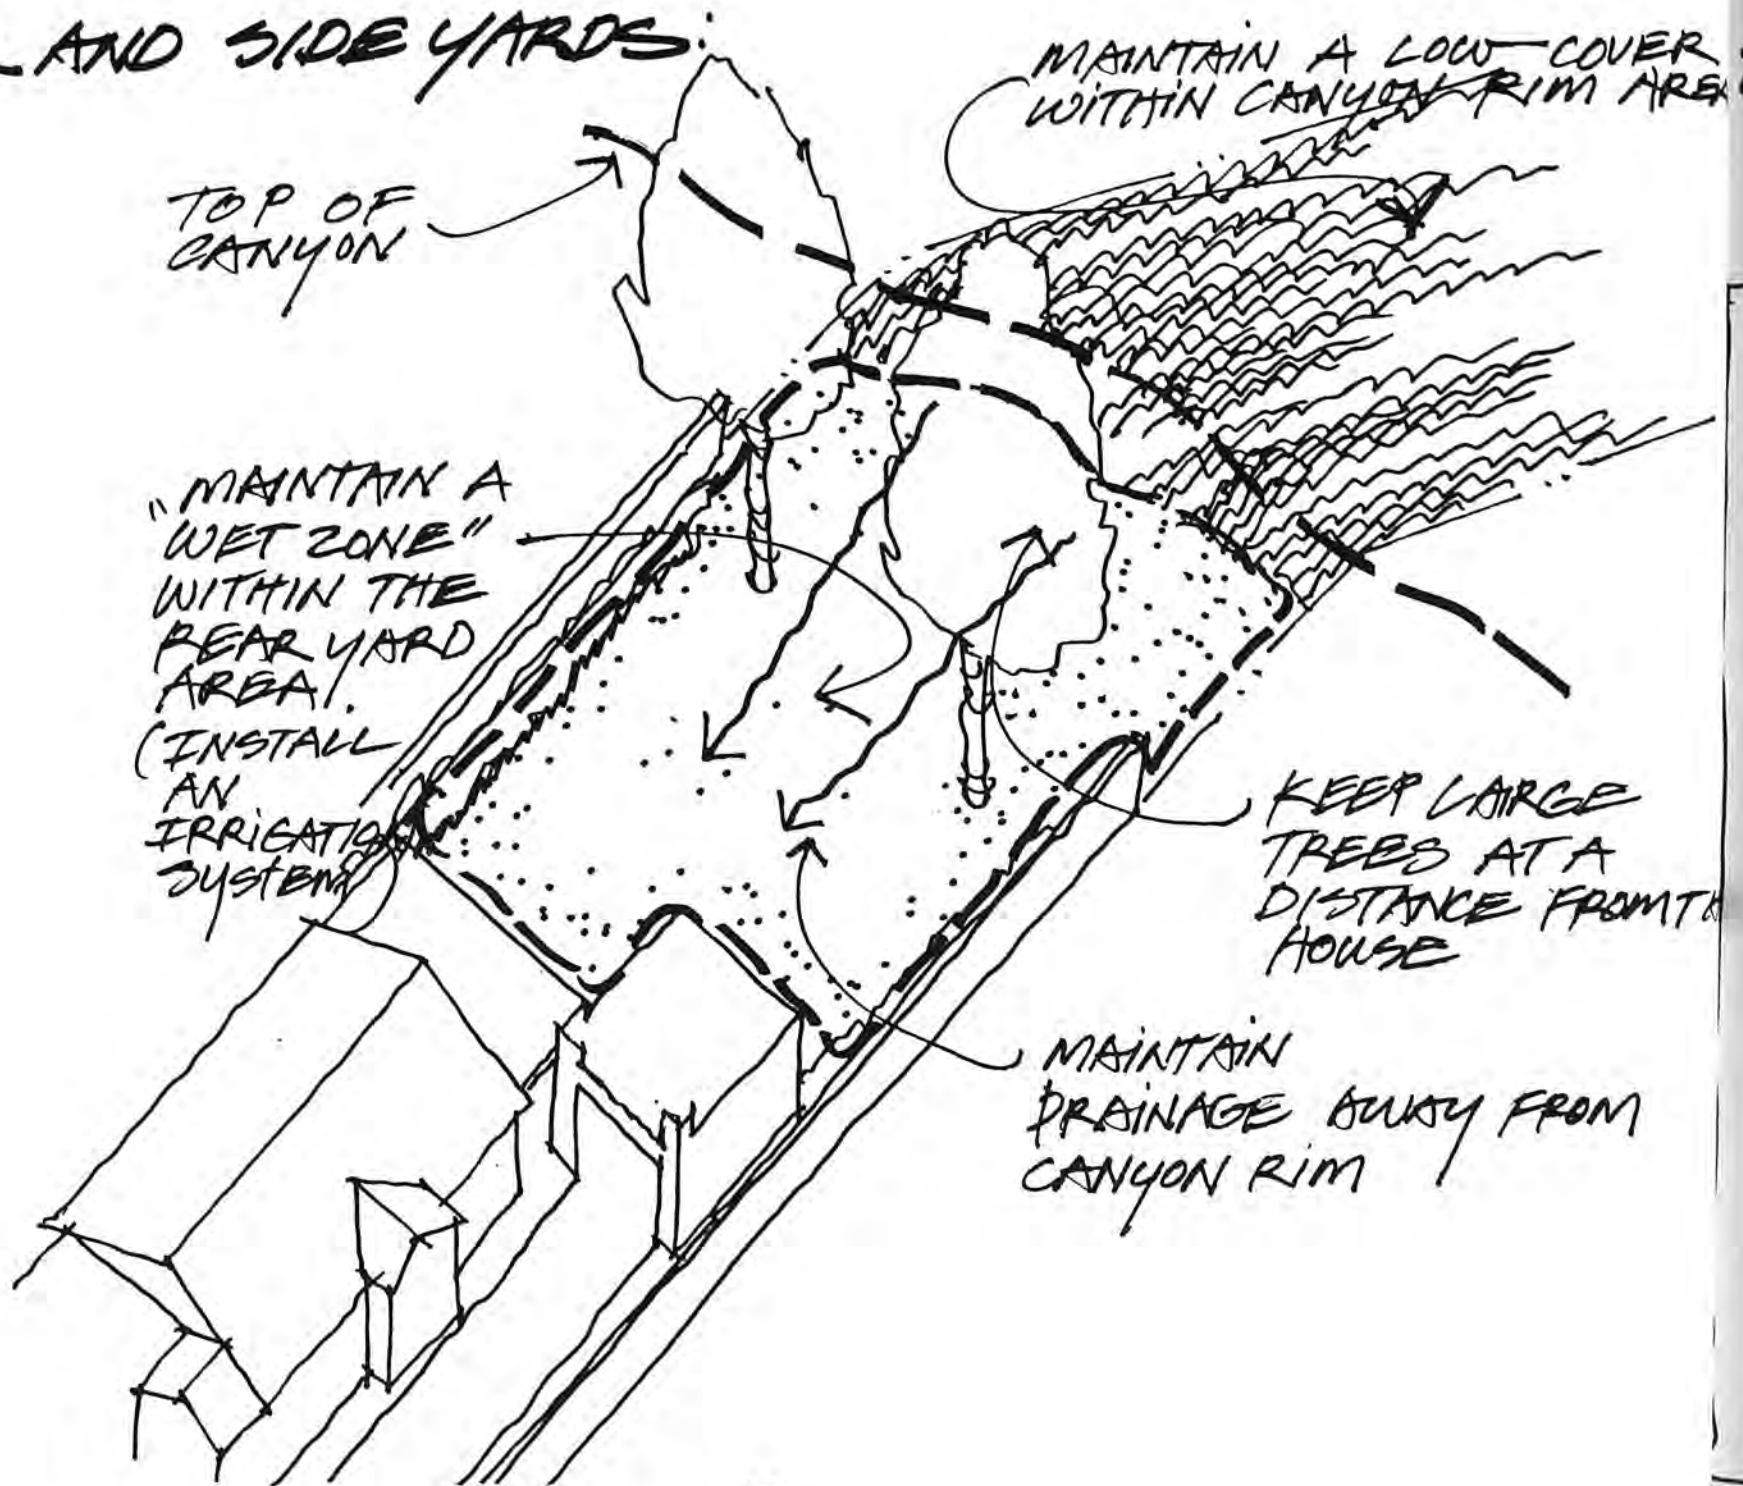 AND SIDE YARDS:
MAINTAIN A LOW-COVER
WITHIN CANYON RIM AREA
TOP OF
CANYON
"MAINTAIN A
WET ZONE"
WITHIN THE
REAR YARD
AREA.
(INSTALL
AN
IRRIGATION
SYSTEM)
KEEP LARGE
TREES AT A
DISTANCE FROM
HOUSE
MAINTAIN
DRAINAGE AWAY FROM
CANYON RIM